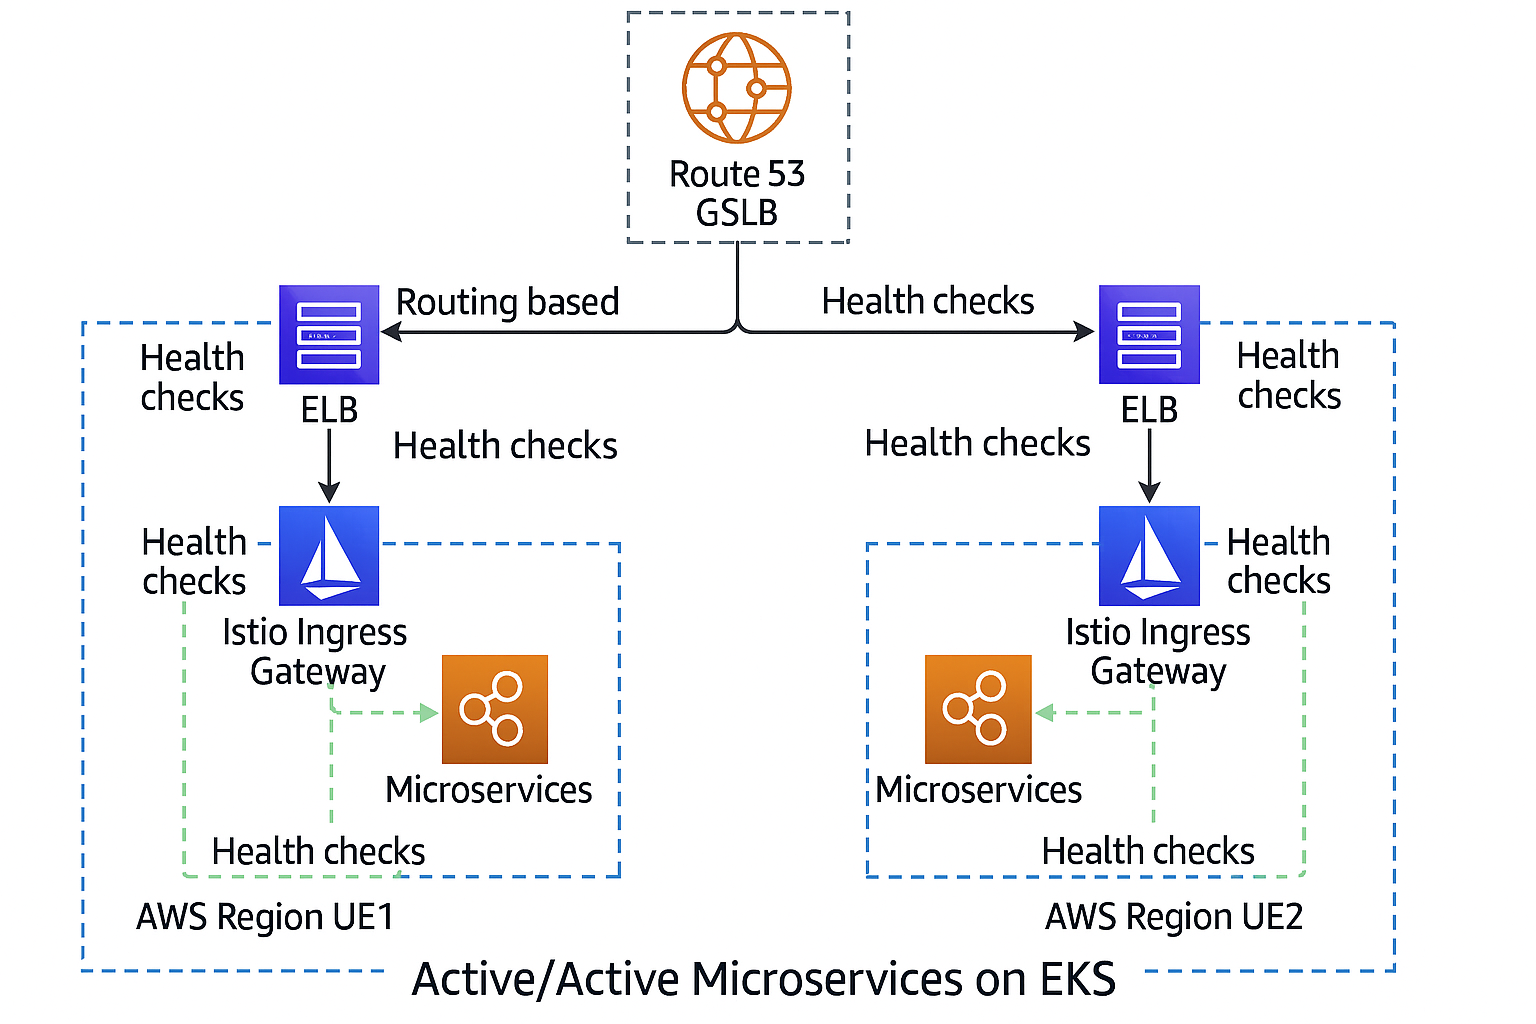 Route 53
GSLB
Routing based
Health checks
Health
checks
ELB
Health checks
Health
checks
ELB
Health checks
Health
checks
Istio Ingress
Gateway
Microservices
Health checks
AWS Region UE1
Health
checks
Istio Ingress
Gateway
Microservices
Health checks
AWS Region UE2
Active/Active Microservices on EKS